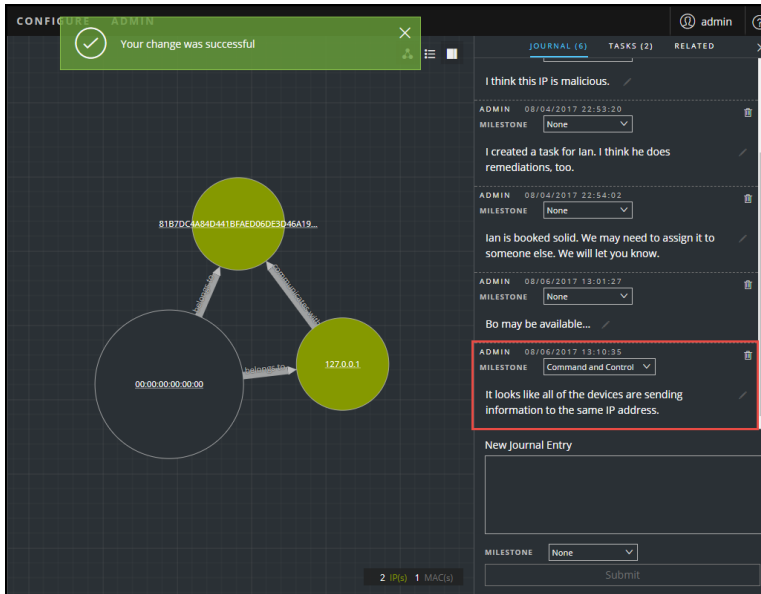 CONFIGURE ADMIN
admin
Your change was successful
JOURNAL (6) TASKS (2) RELATED
I think this IP is malicious.
ADMIN 08/04/2017 22:53:20
MILESTONE None
I created a task for Ian. I think he does
remediations, too.
ADMIN 08/04/2017 22:54:02
MILESTONE None
Ian is booked solid. We may need to assign it to
someone else. We will let you know.
ADMIN 08/06/2017 13:01:27
MILESTONE None
Bo may be available...
ADMIN 08/06/2017 13:10:35
MILESTONE Command and Control
It looks like all of the devices are sending
information to the same IP address.
New Journal Entry
MILESTONE None
Submit
81B7DC4A84D441BFAED06DE3D46A19...
belongs to
communicates with
127.0.0.1
belongs to
00:00:00:00:00:00
2 IP(s) 1 MAC(s)